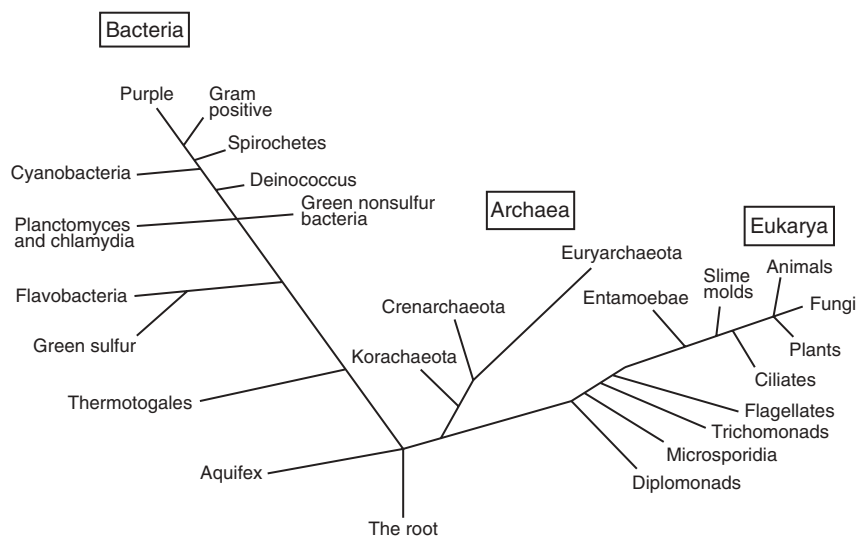 Bacteria
Purple
Gram
positive
Spirochetes
Cyanobacteria
Deinococcus
Planctomyces
and chlamydia
Green nonsulfur
bacteria
Flavobacteria
Green sulfur
Thermotogales
Aquifex
The root
Archaea
Euryarchaeota
Crenarchaeota
Korachaeota
Eukarya
Entamoebae
Slime
molds
Animals
Fungi
Plants
Ciliates
Flagellates
Trichomonads
Microsporidia
Diplomonads